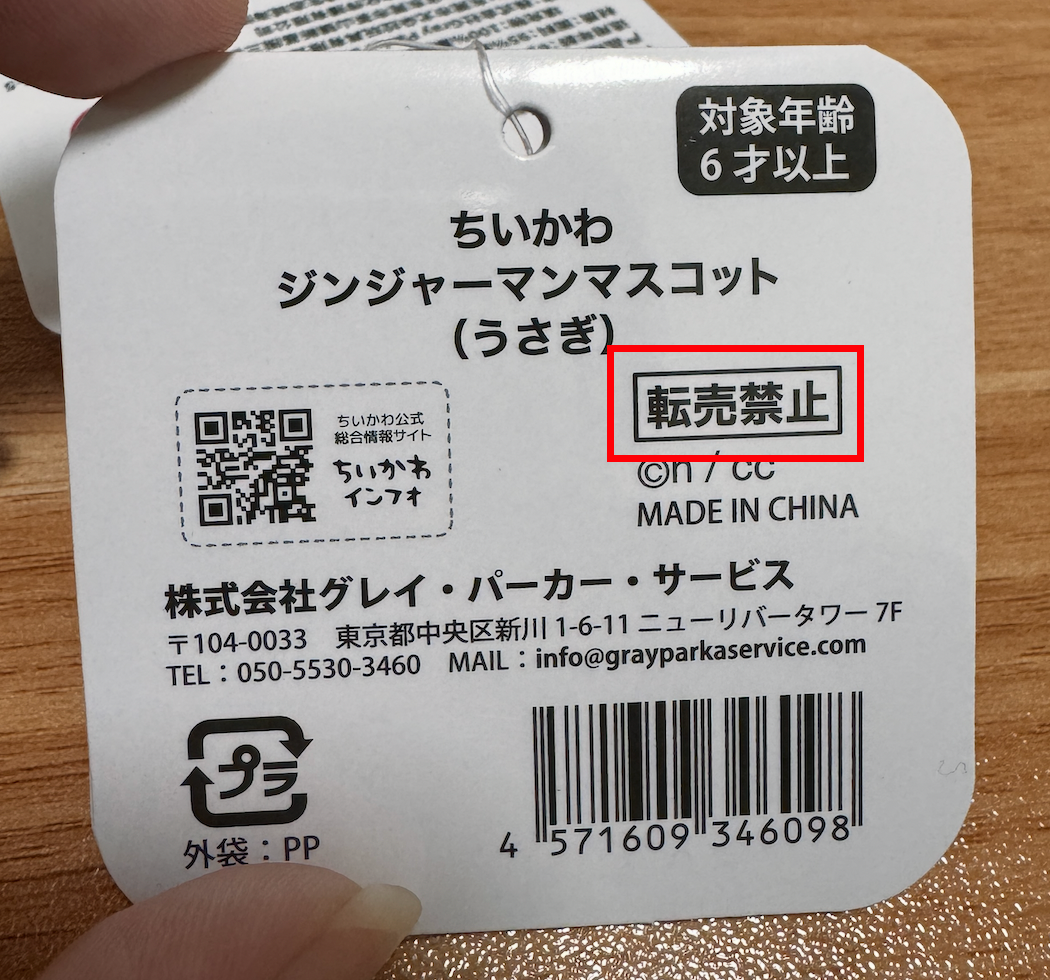 対象年齢
6才以上
ちいかわ
ジンジャーマンマスコット
(うさぎ)
転売禁止
ちいかわ公式
総合情報サイト
ちいかわ
インフォ
©n / cc
MADE IN CHINA
株式会社グレイ・パーカー・サービス
〒104-0033 東京都中央区新川 1-6-11 ニューリバータワー 7F
TEL：050-5530-3460 MAIL：info@grayparkaservice.com
プラ
外袋：PP
4 571609 346098